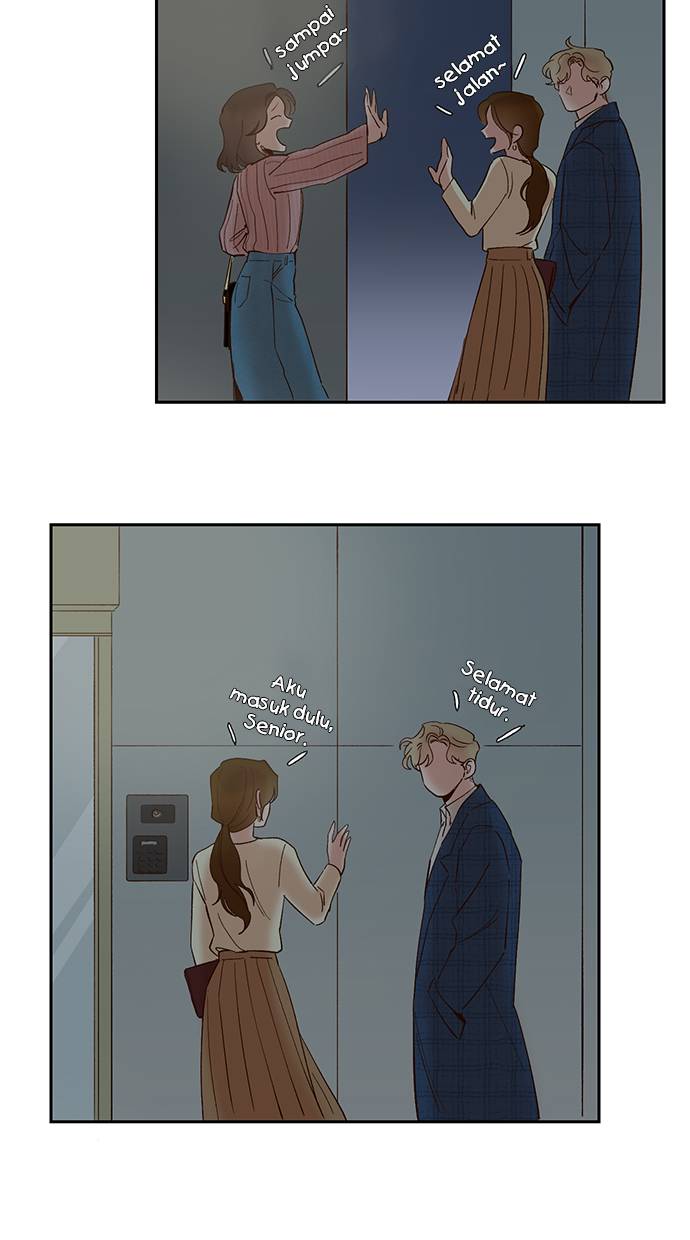 sampai
jumpa~
selamat
jalan~
Aku
masuk dulu,
Senior.
Selamat
tidur.